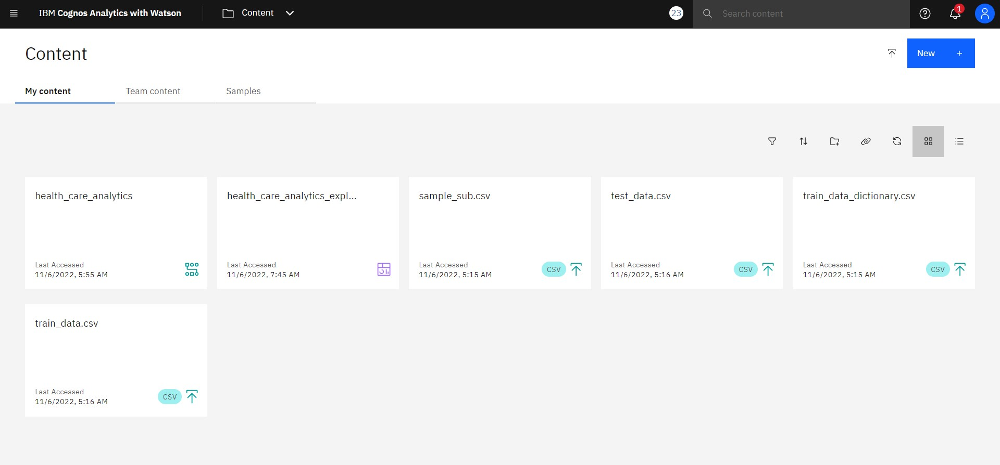 IBM Cognos Analytics with Watson
Content
23
Search content
1
Content
New +
My content
Team content
Samples
health_care_analytics
Last Accessed
11/6/2022, 5:55 AM
health_care_analytics_expl...
Last Accessed
11/6/2022, 7:45 AM
sample_sub.csv
Last Accessed
11/6/2022, 5:15 AM
CSV
test_data.csv
Last Accessed
11/6/2022, 5:16 AM
CSV
train_data_dictionary.csv
Last Accessed
11/6/2022, 5:15 AM
CSV
train_data.csv
Last Accessed
11/6/2022, 5:16 AM
CSV